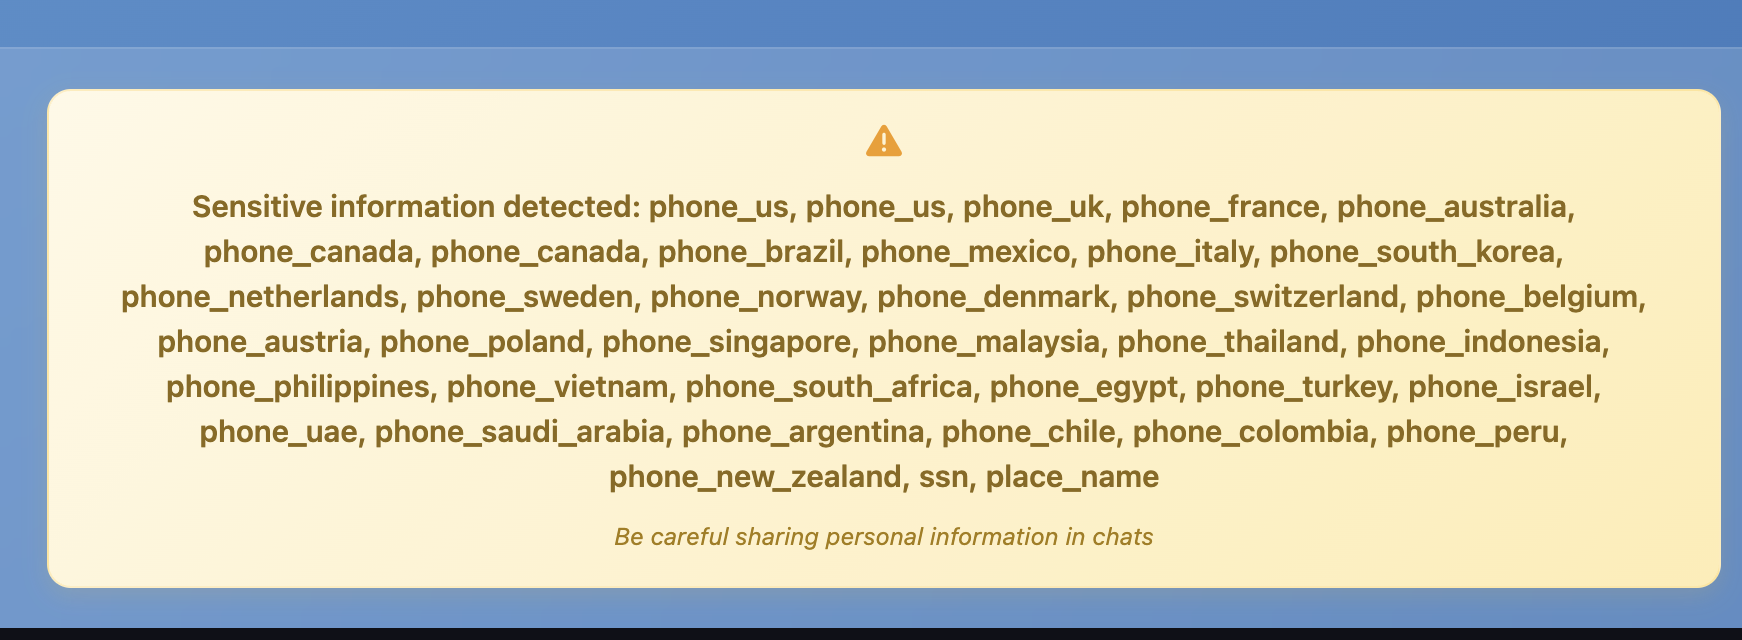 Sensitive information detected: phone_us, phone_us, phone_uk, phone_france, phone_australia,
phone_canada, phone_canada, phone_brazil, phone_mexico, phone_italy, phone_south_korea,
phone_netherlands, phone_sweden, phone_norway, phone_denmark, phone_switzerland, phone_belgium,
phone_austria, phone_poland, phone_singapore, phone_malaysia, phone_thailand, phone_indonesia,
phone_philippines, phone_vietnam, phone_south_africa, phone_egypt, phone_turkey, phone_israel,
phone_uae, phone_saudi_arabia, phone_argentina, phone_chile, phone_colombia, phone_peru,
phone_new_zealand, ssn, place_name
Be careful sharing personal information in chats